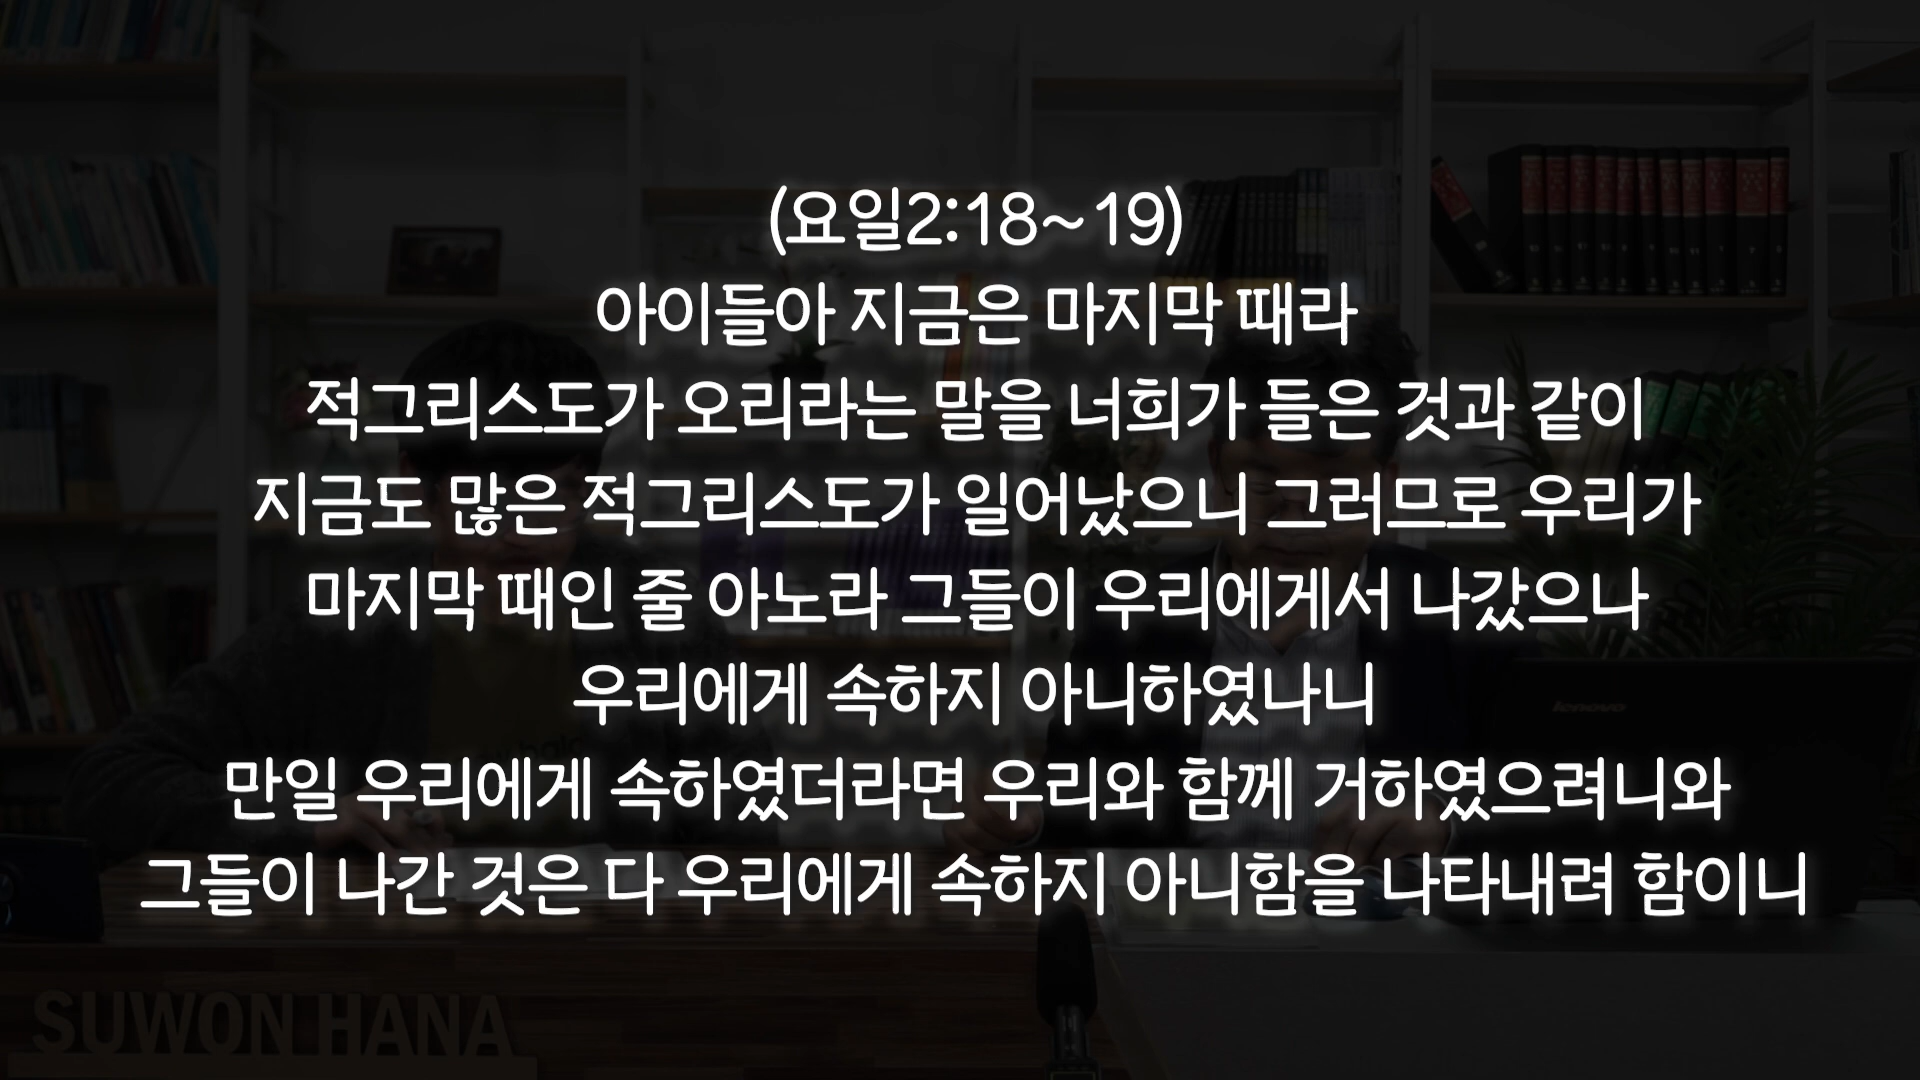 (요일2:18~19)
아이들아 지금은 마지막 때라
적그리스도가 오리라는 말을 너희가 들은 것과 같이
지금도 많은 적그리스도가 일어났으니 그러므로 우리가
마지막 때인 줄 아노라 그들이 우리에게서 나갔으나
우리에게 속하지 아니하였나니
만일 우리에게 속하였더라면 우리와 함께 거하였으려니와
그들이 나간 것은 다 우리에게 속하지 아니함을 나타내려 함이니
lenovo
SUWON HANA